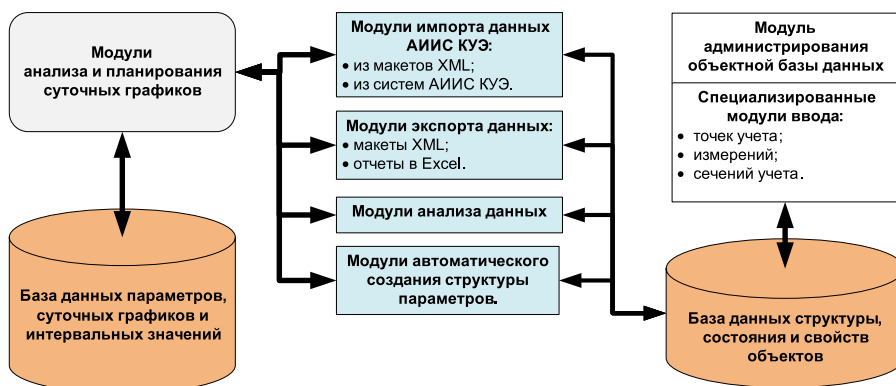 Модули
анализа и планирования
суточных графиков
База данных параметров,
суточных графиков и
интервальных значений
Модули импорта данных
АИИС КУЭ:
• из макетов XML;
• из систем АИИС КУЭ.
Модули экспорта данных:
• макеты XML;
• отчеты в Excel.
Модули анализа данных
Модули автоматического
создания структуры
параметров.
Модуль
администрирования
объектной базы данных
Специализированные
модули ввода:
• точек учета;
• измерений;
• сечений учета.
База данных структуры,
состояния и свойств
объектов